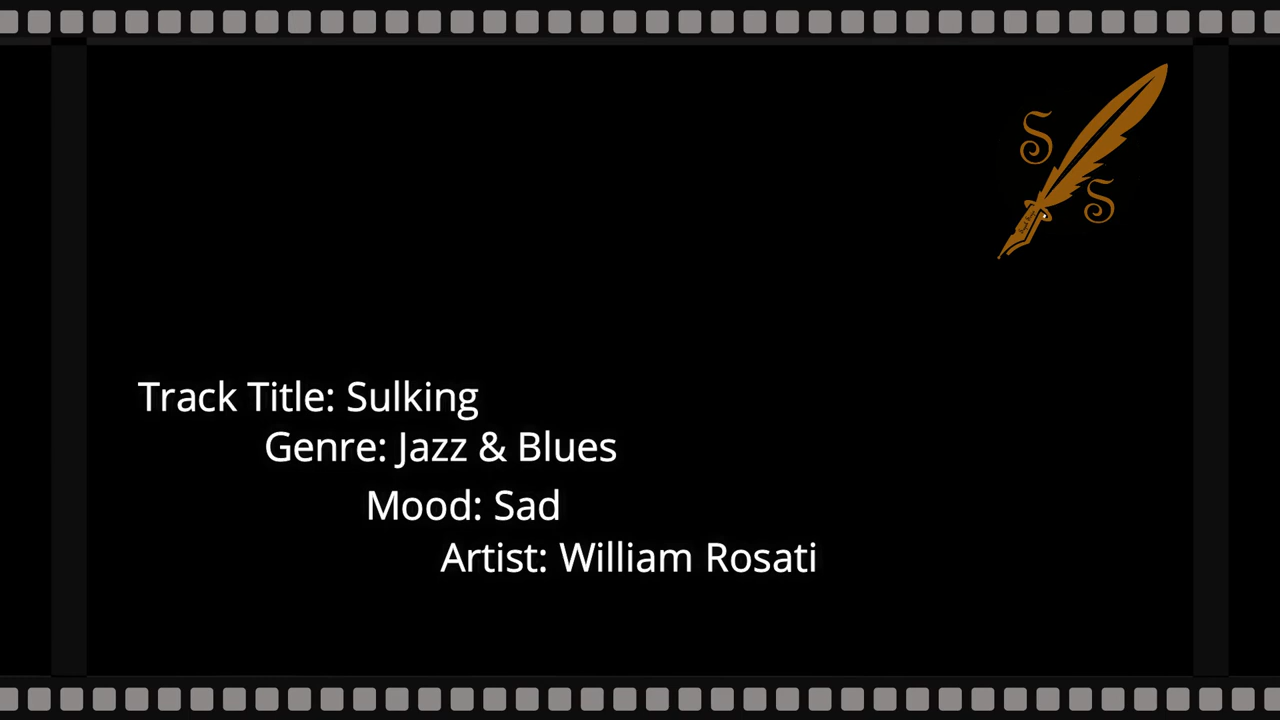 S
S
Track Title: Sulking
Genre: Jazz & Blues
Mood: Sad
Artist: William Rosati